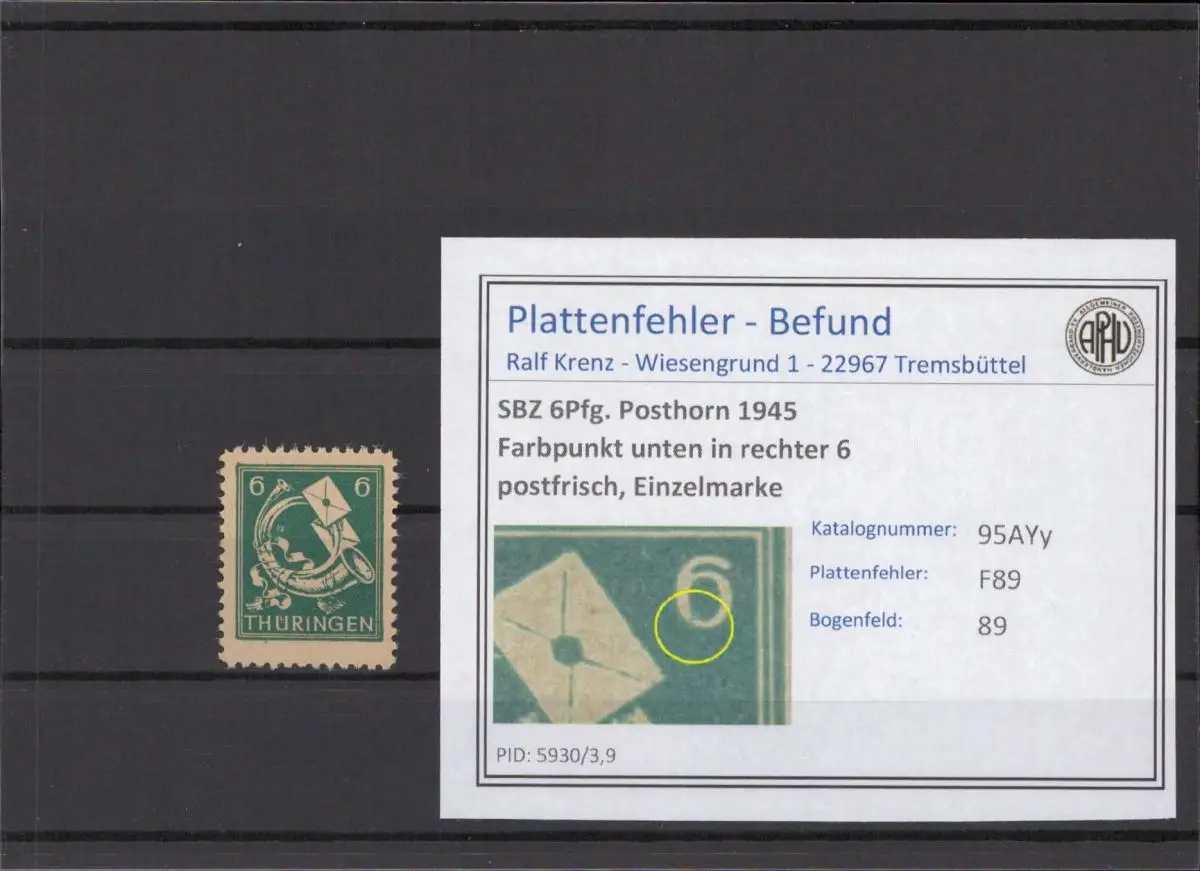 6 6
THÜRINGEN
Plattenfehler - Befund
Ralf Krenz - Wiesengrund 1 - 22967 Tremsbüttel
APHV
SBZ 6Pfg. Posthorn 1945
Farbpunkt unten in rechter 6
postfrisch, Einzelmarke
6
Katalognummer: 95AYy
Plattenfehler: F89
Bogenfeld: 89
PID: 5930/3,9